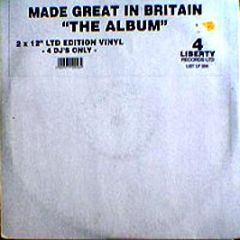 MADE GREAT IN BRITAIN
"THE ALBUM"
2 x 12" LTD EDITION VINYL
- 4 DJ'S ONLY -
4
LIBERTY
RECORDS LTD